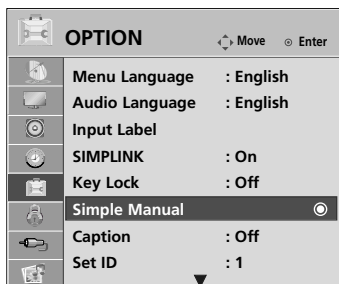 OPTION Move Enter
Menu Language : English
Audio Language : English
Input Label
SIMPLINK : On
Key Lock : Off
Simple Manual
Caption : Off
Set ID : 1